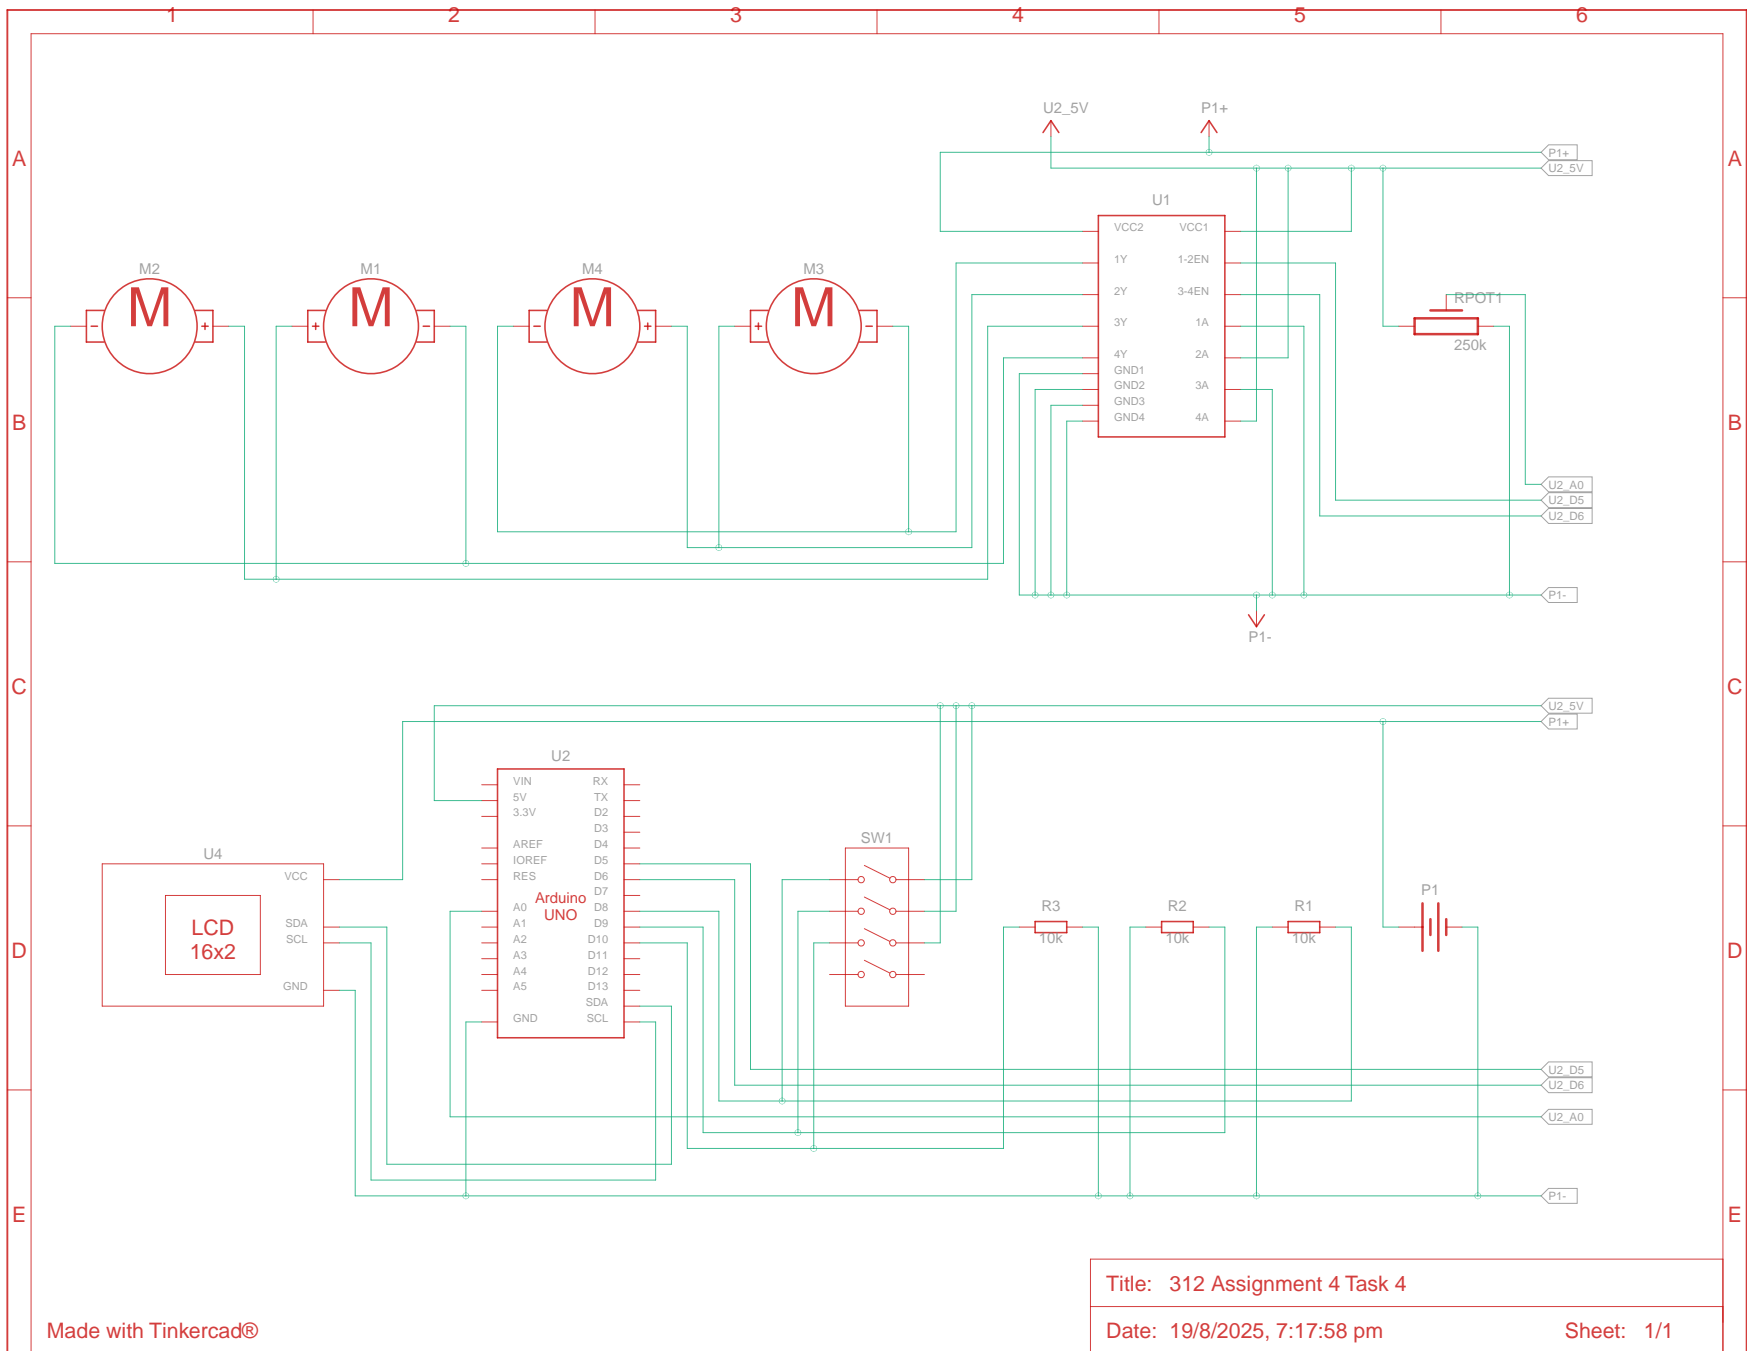 1 2 3 4 5 6
U2_5V P1+
A P1+ A
U2_5V
U1
VCC2 VCC1
M2 M1 M4 M3 1Y 1-2EN
M M M M 2Y 3-4EN RPOT1
- + + - - + + - 3Y 1A
250k
4Y 2A
GND1
GND2 3A
GND3
B GND4 4A B
U2_A0
U2_D5
U2_D6
P1-
P1-
C C
U2_5V
P1+
U2
VIN RX
5V TX
3.3V D2
D3
AREF D4 SW1
U4 IOREF D5
VCC RES D6
D7 P1
Arduino
UNO
A0 D8 R3 R2 R1
LCD SDA A1 D9
16x2 SCL A2 D10 10k 10k 10k
D A3 D11 D
A4 D12
GND A5 D13
SDA
GND SCL
U2_D5
U2_D6
U2_A0
P1-
E E
Title: 312 Assignment 4 Task 4
Made with Tinkercad® Date: 19/8/2025, 7:17:58 pm Sheet: 1/1